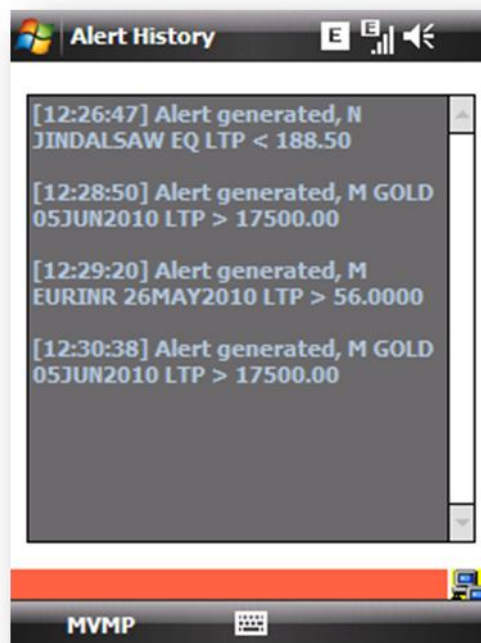 Alert History
E
E
[12:26:47] Alert generated, N
JINDALSAW EQ LTP < 188.50
[12:28:50] Alert generated, M GOLD
05JUN2010 LTP > 17500.00
[12:29:20] Alert generated, M
EURINR 26MAY2010 LTP > 56.0000
[12:30:38] Alert generated, M GOLD
05JUN2010 LTP > 17500.00
MVMP